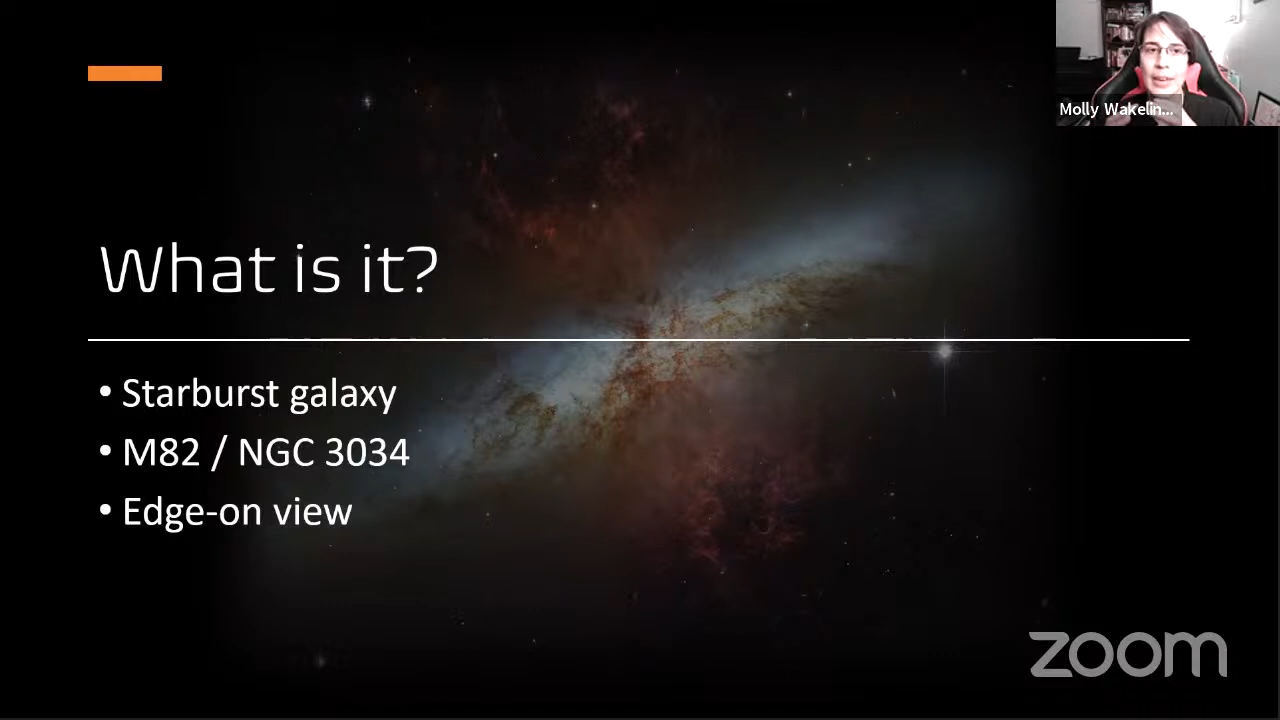 Molly Wakelin...
What is it?
• Starburst galaxy
• M82 / NGC 3034
• Edge-on view
zoom